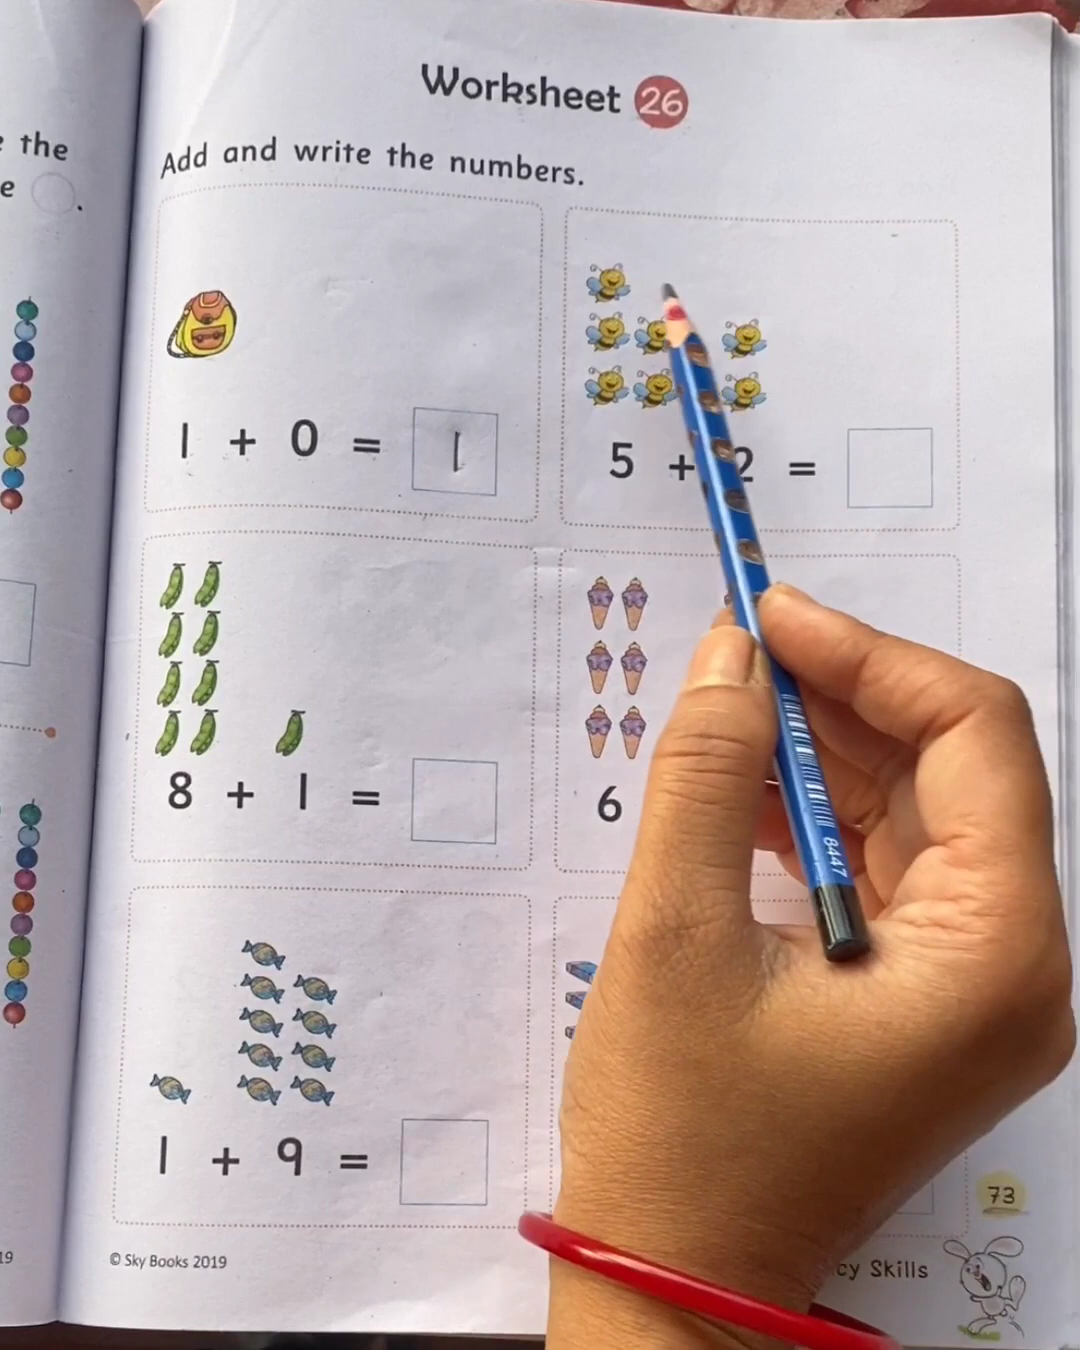 the
e
.
Worksheet 26
Add and write the numbers.
1 + 0 = 1
5 + 2 =
8 + 1 =
6
1 + 9 =
73
19
© Sky Books 2019
cy Skills
8447